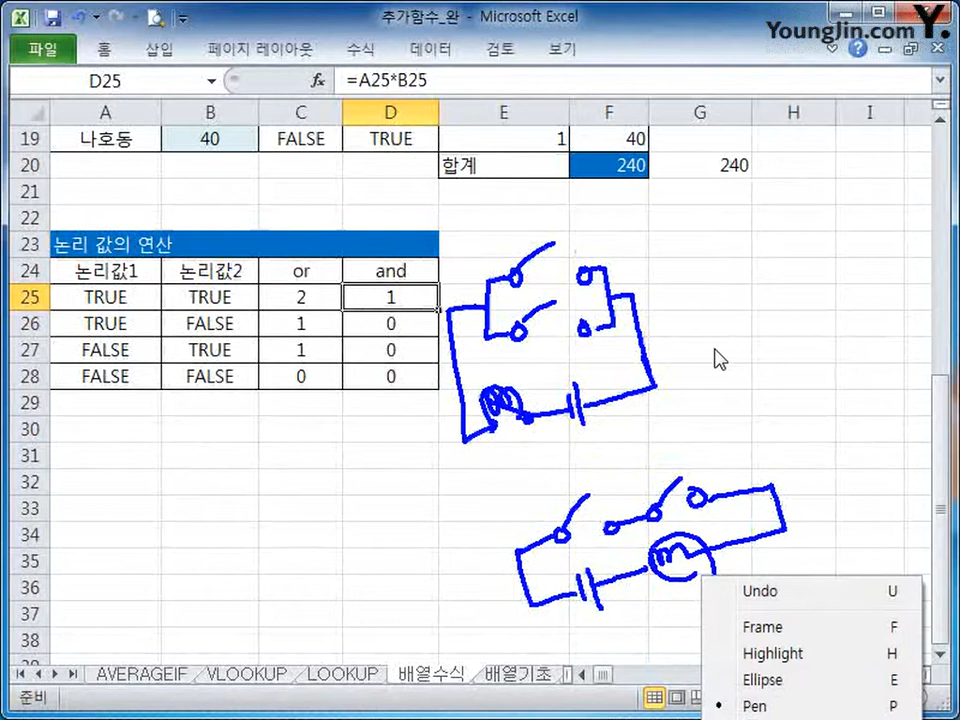 추가함수_완 - Microsoft Excel
YoungJin.com Y.
파일 홈 삽입 페이지 레이아웃 수식 데이터 검토 보기
D25 fx =A25*B25
A B C D E F G H I
19 나호동 40 FALSE TRUE 1 40
20 합계 240 240
21
22
23 논리 값의 연산
24 논리값1 논리값2 or and
25 TRUE TRUE 2 1
26 TRUE FALSE 1 0
27 FALSE TRUE 1 0
28 FALSE FALSE 0 0
29
30
31
32
33
34
35
36
37
38
Undo U
Frame F
Highlight H
Ellipse E
Pen P
AVERAGEIF VLOOKUP LOOKUP 배열수식 배열기초
준비